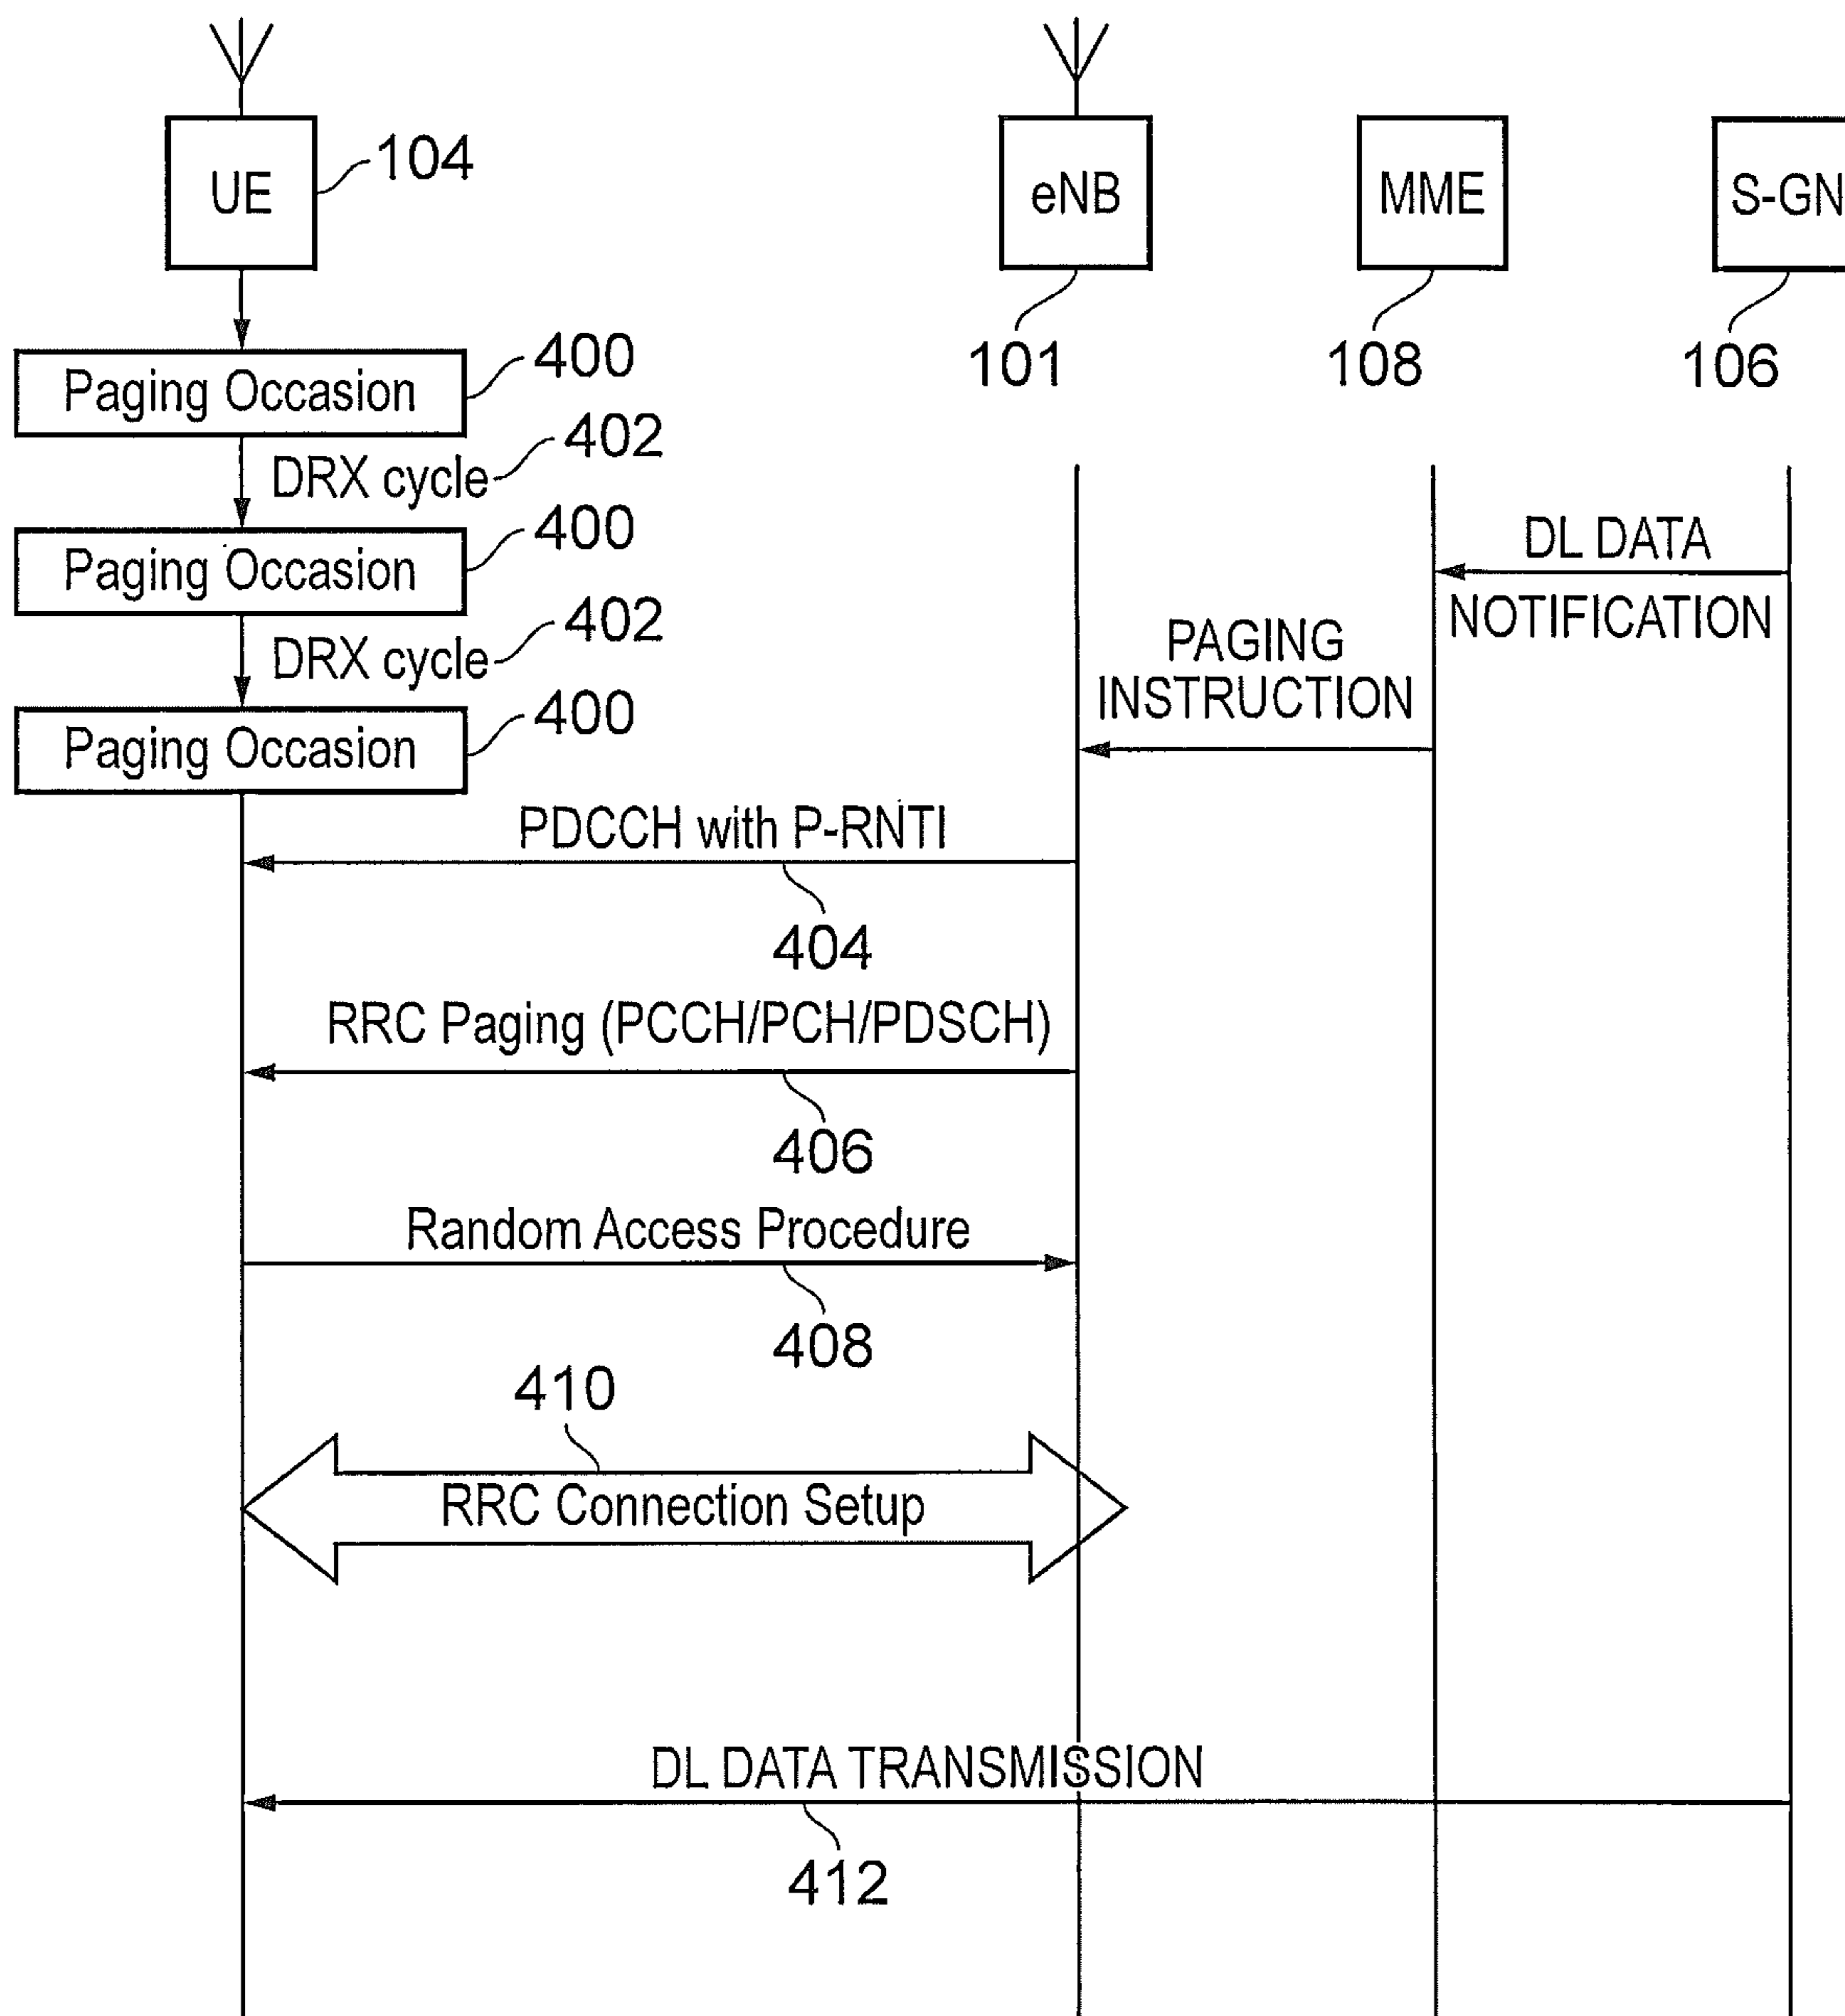 UE
104
eNB
MME
S-GN
101
108
106
Paging Occasion
400
DRX cycle
402
Paging Occasion
400
DRX cycle
402
Paging Occasion
400
DL DATA
NOTIFICATION
PAGING
INSTRUCTION
PDCCH with P-RNTI
404
RRC Paging (PCCH/PCH/PDSCH)
406
Random Access Procedure
408
410
RRC Connection Setup
DL DATA TRANSMISSION
412